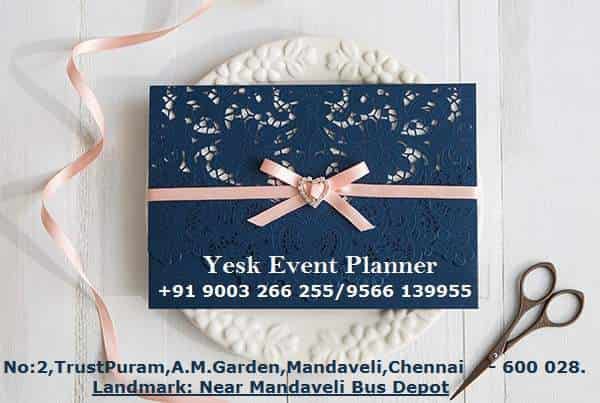 Yesk Event Planner
+91 9003 266 255/9566 139955
No:2,TrustPuram,A.M.Garden,Mandaveli,Chennai - 600 028.
Landmark: Near Mandaveli Bus Depot